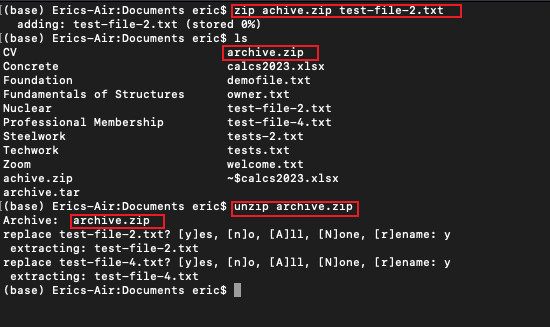 [(base) Erics-Air:Documents eric$ zip achive.zip test-file-2.txt
  adding: test-file-2.txt (stored 0%)
[(base) Erics-Air:Documents eric$ ls
CV archive.zip
Concrete calcs2023.xlsx
Foundation demofile.txt
Fundamentals of Structures owner.txt
Nuclear test-file-2.txt
Professional Membership test-file-4.txt
Steelwork tests-2.txt
Techwork tests.txt
Zoom welcome.txt
achive.zip ~$calcs2023.xlsx
archive.tar
[(base) Erics-Air:Documents eric$ unzip archive.zip
Archive:  archive.zip
replace test-file-2.txt? [y]es, [n]o, [A]ll, [N]one, [r]ename: y
 extracting: test-file-2.txt
replace test-file-4.txt? [y]es, [n]o, [A]ll, [N]one, [r]ename: y
 extracting: test-file-4.txt
(base) Erics-Air:Documents eric$